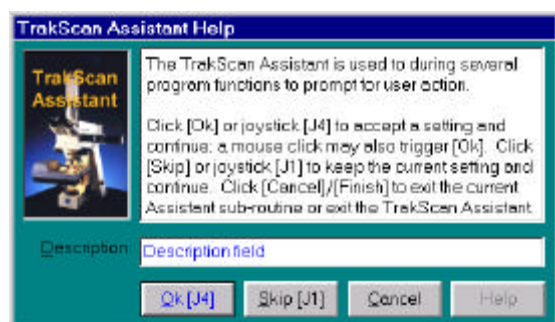 TrakScan Assistant Help
TrakScan
Assistant
The TrakScan Assistant is used to during several
program functions to prompt for user action.
Click [Ok] or joystick [J4] to accept a setting and
continue; a mouse click may also trigger [Ok]. Click
[Skip] or joystick [J1] to keep the current setting and
continue. Click [Cancel]/[Finish] to exit the current
Assistant sub-routine or exit the TrakScan Assistant.
Description: Description field
Ok [J4] Skip [J1] Cancel Help